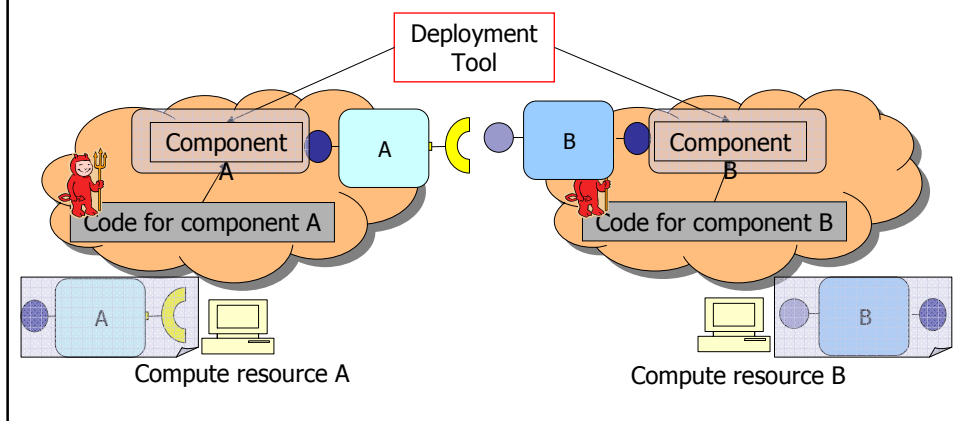 Deployment
Tool
Component
A
A
B
Component
B
Code for component A
Code for component B
A
B
Compute resource A
Compute resource B